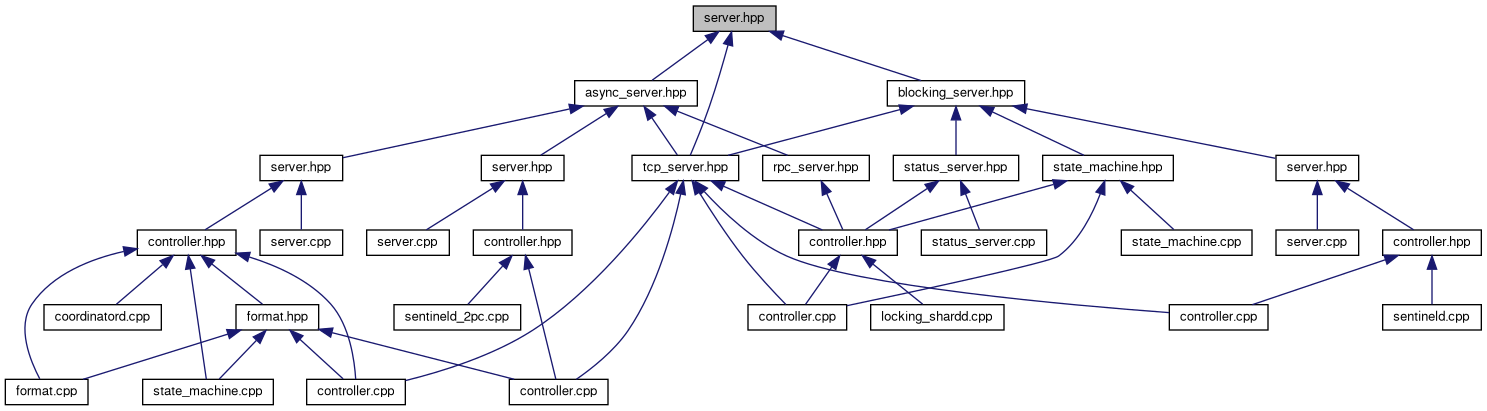 server.hpp
async_server.hpp
blocking_server.hpp
server.hpp
server.hpp
tcp_server.hpp
rpc_server.hpp
status_server.hpp
state_machine.hpp
server.hpp
controller.hpp
server.cpp
server.cpp
controller.hpp
controller.hpp
status_server.cpp
state_machine.cpp
server.cpp
controller.hpp
coordinatord.cpp
format.hpp
sentineld_2pc.cpp
controller.cpp
locking_shardd.cpp
controller.cpp
sentineld.cpp
format.cpp
state_machine.cpp
controller.cpp
controller.cpp